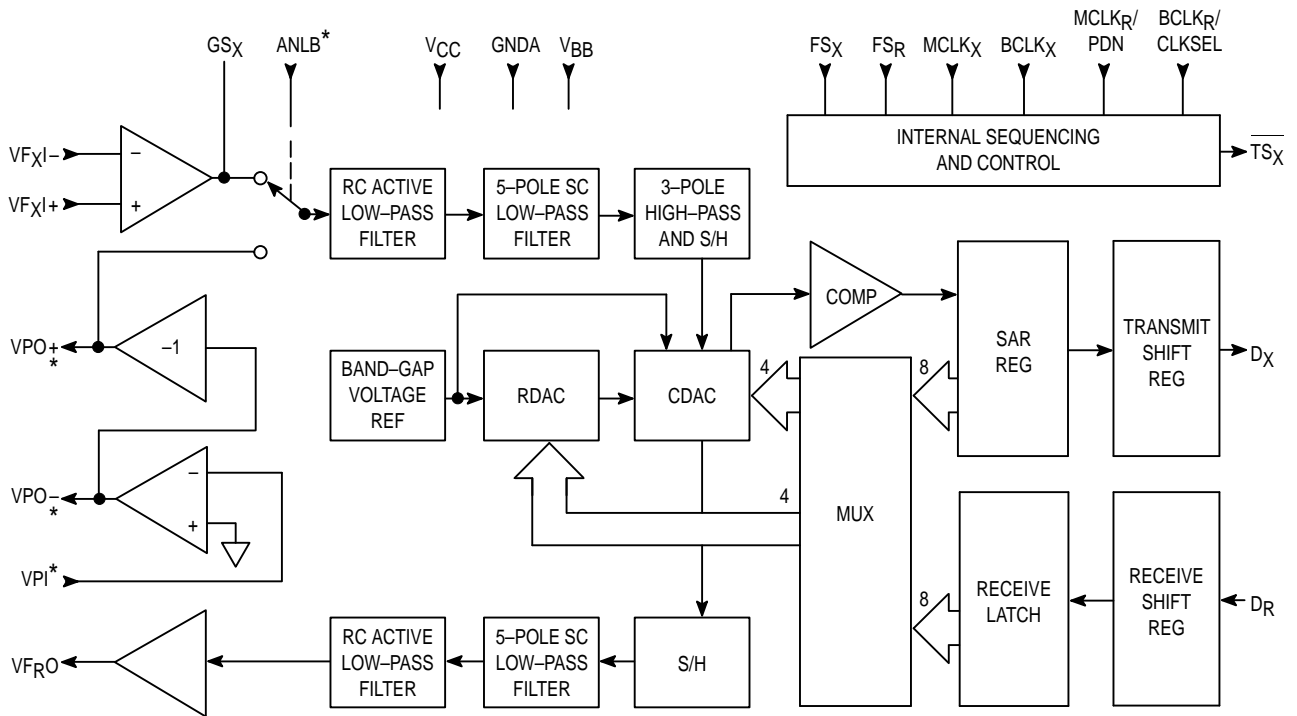 GSX
ANLB*
VCC
GNDA
VBB
FSX
FSR
MCLKX
BCLKX
MCLKR/
PDN
BCLKR/
CLKSEL
INTERNAL SEQUENCING
AND CONTROL
TSX
VFXI–
VFXI+
–
+
RC ACTIVE
LOW–PASS
FILTER
5–POLE SC
LOW–PASS
FILTER
3–POLE
HIGH–PASS
AND S/H
COMP
SAR
REG
TRANSMIT
SHIFT
REG
DX
VPO+
*
–1
BAND–GAP
VOLTAGE
REF
RDAC
CDAC
4
8
MUX
VPO–
*
–
+
4
VPI*
8
RECEIVE
LATCH
RECEIVE
SHIFT
REG
DR
VFRO
RC ACTIVE
LOW–PASS
FILTER
5–POLE SC
LOW–PASS
FILTER
S/H